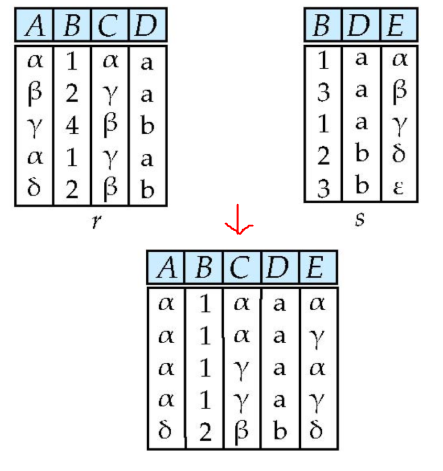 A B C D
α 1 α a
β 2 γ a
γ 4 β b
α 1 γ a
δ 2 β b
r
B D E
1 a α
3 a β
1 a γ
2 b δ
3 b ε
s
A B C D E
α 1 α a α
α 1 α a γ
α 1 γ a α
α 1 γ a γ
δ 2 β b δ